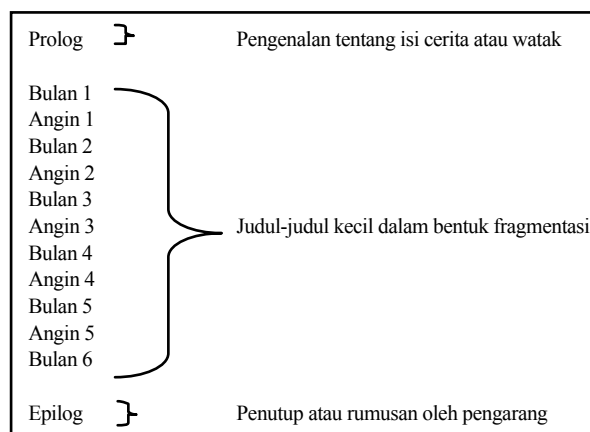 Prolog Pengenalan tentang isi cerita atau watak
Bulan 1
Angin 1
Bulan 2
Angin 2
Bulan 3
Angin 3 Judul-judul kecil dalam bentuk fragmentasi
Bulan 4
Angin 4
Bulan 5
Angin 5
Bulan 6
Epilog Penutup atau rumusan oleh pengarang